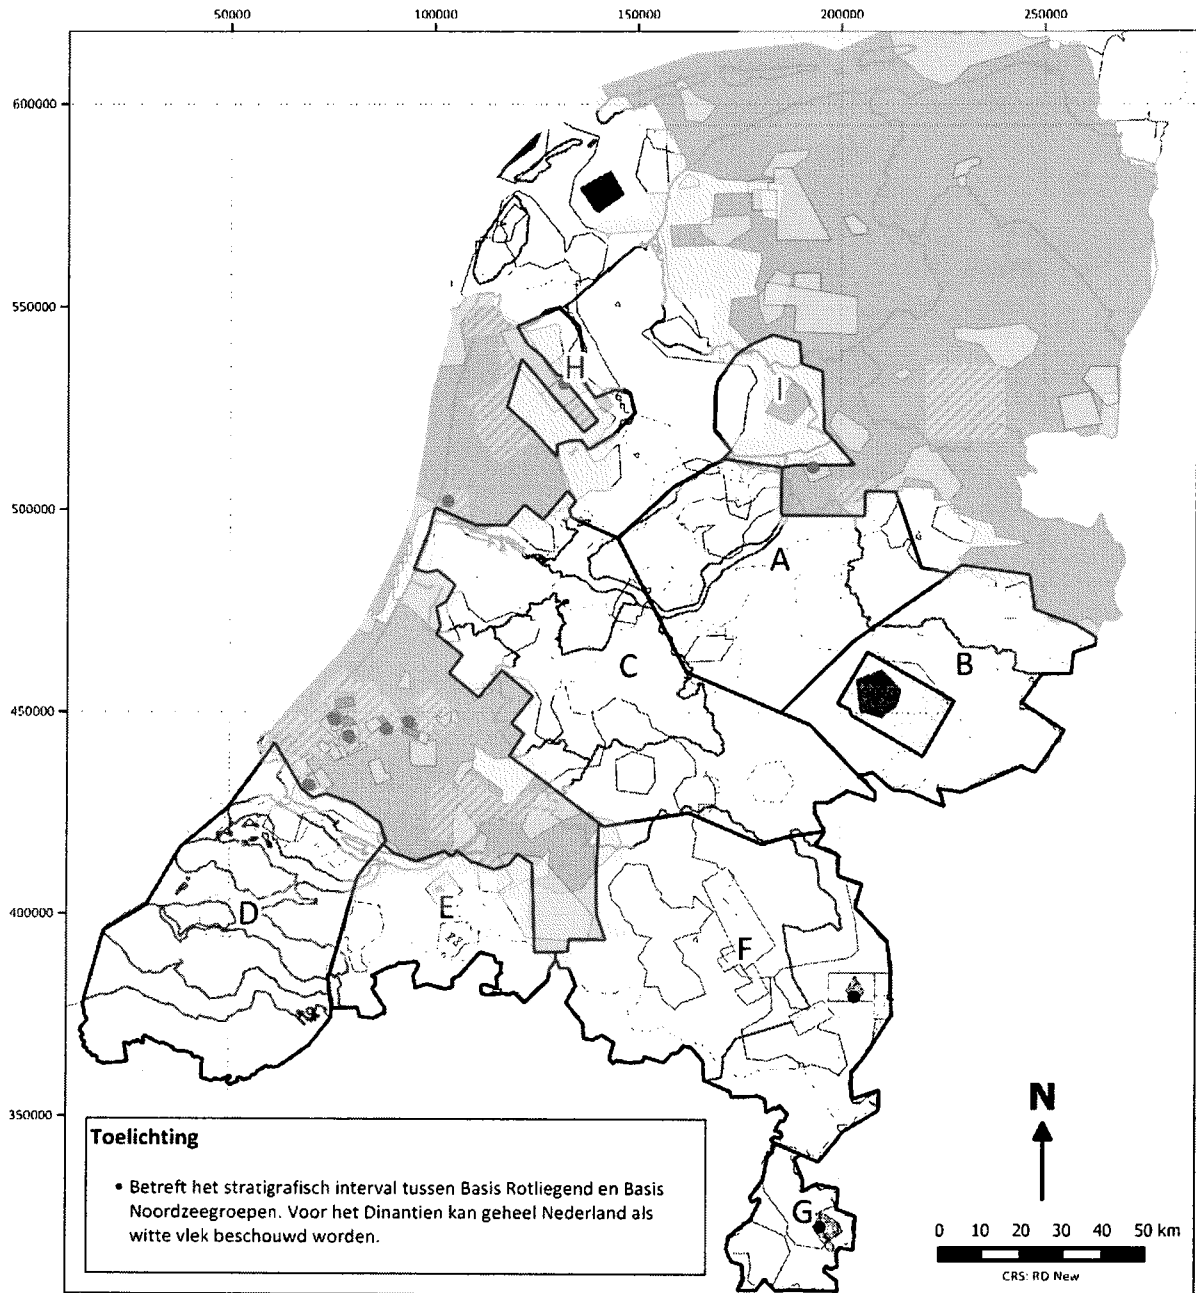 50000 100000 150000 200000 250000
600000
550000
500000
450000
400000
350000
H
I
A
B
C
D
E
F
G
Toelichting
• Betreft het stratigrafisch interval tussen Basis Rotliegend en Basis
Noordzeegroepen. Voor het Dinantien kan geheel Nederland als
witte vlek beschouwd worden.
N
0 10 20 30 40 50 km
CRS: RD New